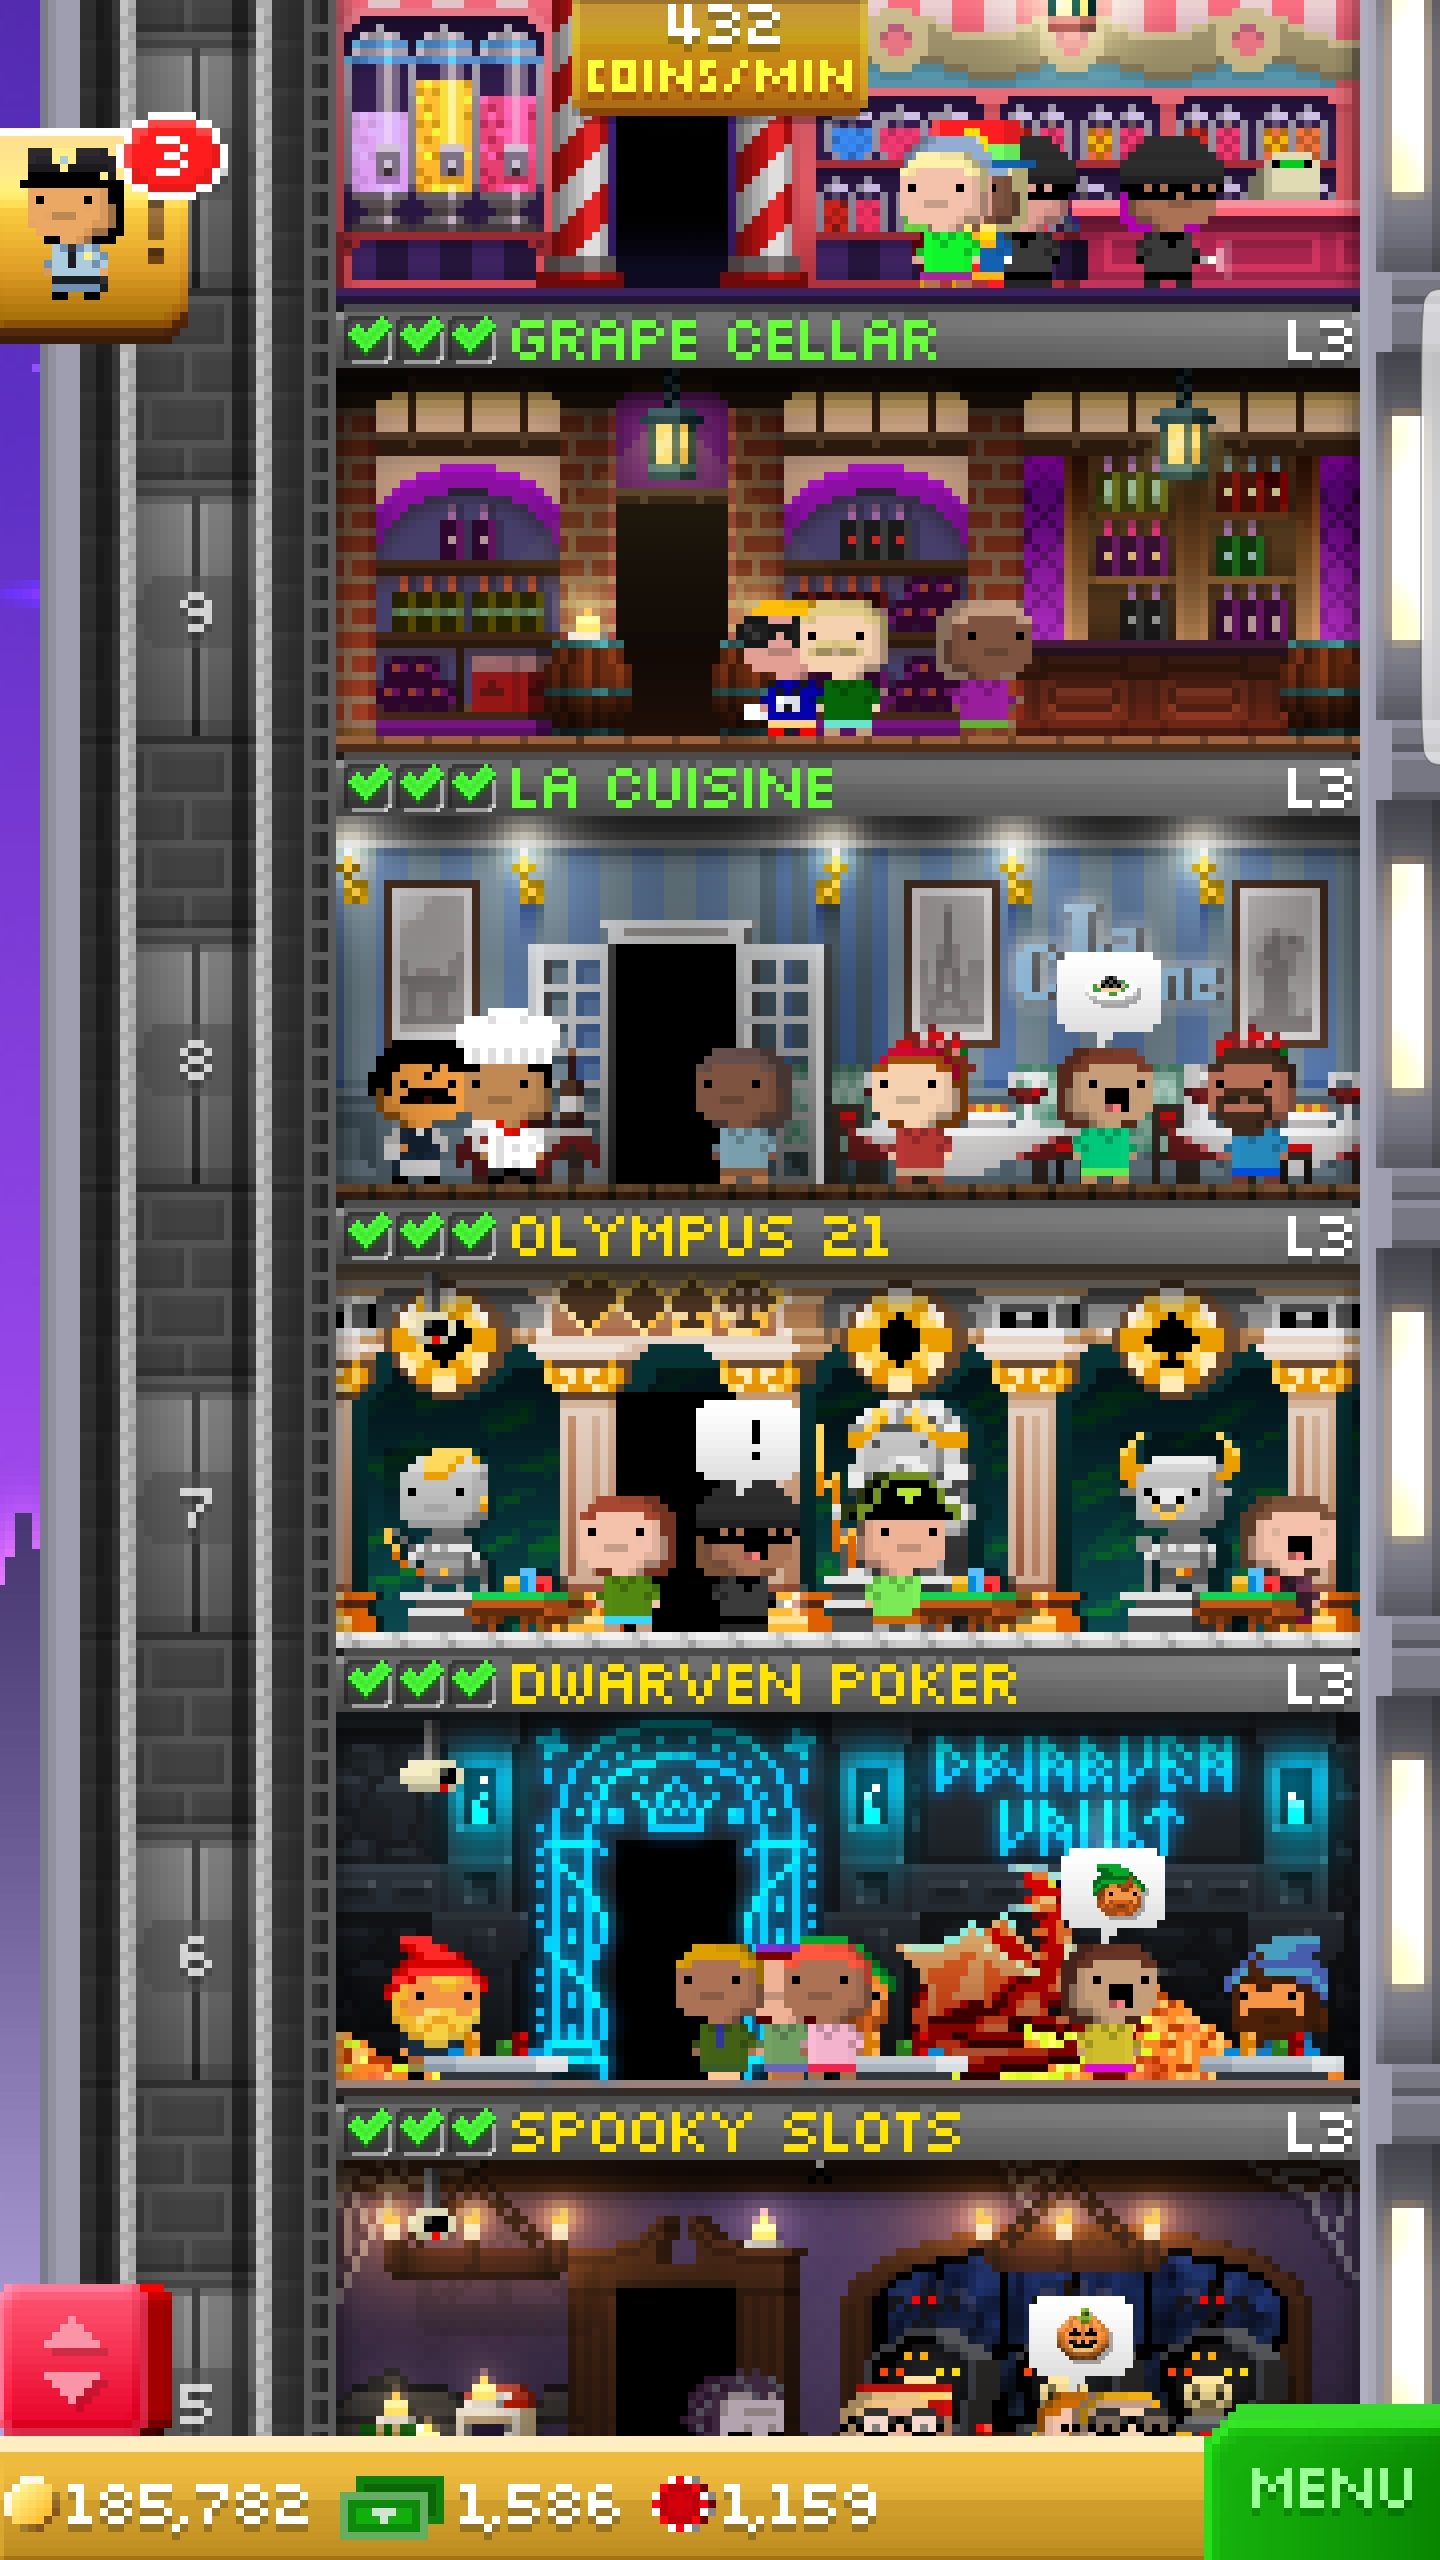 432
COINS/MIN
3
!
GRAPE CELLAR L3
9
LA CUISINE L3
La
8
OLYMPUS 21 L3
!
7
DWARVEN POKER L3
DWARVEN
VAULT
6
SPOOKY SLOTS L3
5
185,782 1,586 1,159
MENU